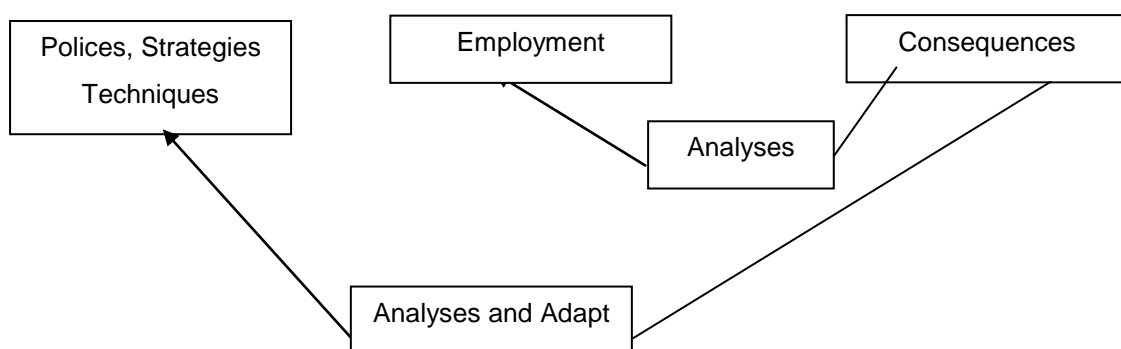 Polices, Strategies
Techniques
Employment
Consequences
Analyses
Analyses and Adapt